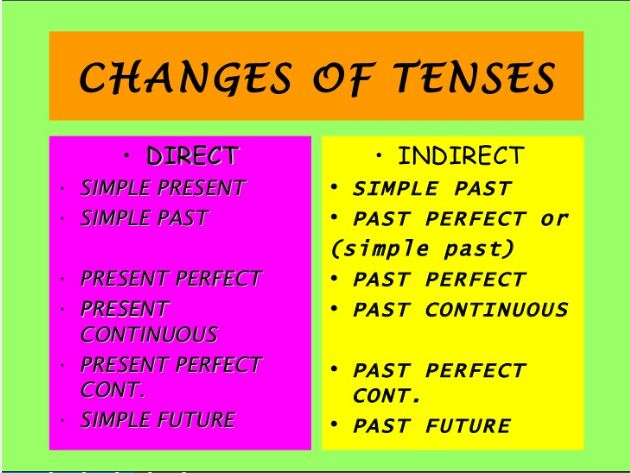 CHANGES OF TENSES
• DIRECT
• SIMPLE PRESENT
• SIMPLE PAST
• PRESENT PERFECT
• PRESENT
CONTINUOUS
• PRESENT PERFECT
CONT.
• SIMPLE FUTURE
• INDIRECT
• SIMPLE PAST
• PAST PERFECT or
(simple past)
• PAST PERFECT
• PAST CONTINUOUS
• PAST PERFECT
CONT.
• PAST FUTURE